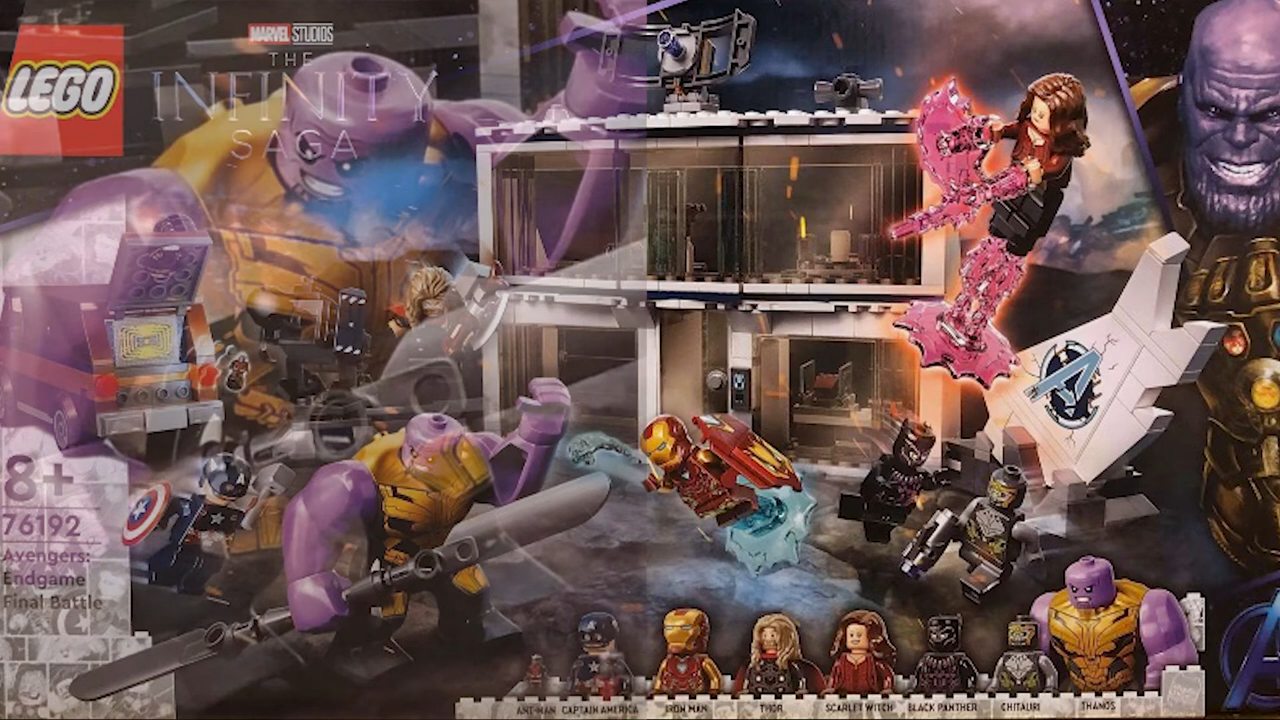 MARVEL STUDIOS
THE
INFINITY
SAGA
LEGO
8+
76192
Avengers:
Endgame
Final Battle
ANT-MAN CAPTAIN AMERICA IRON MAN THOR SCARLET WITCH BLACK PANTHER CHITAURI THANOS